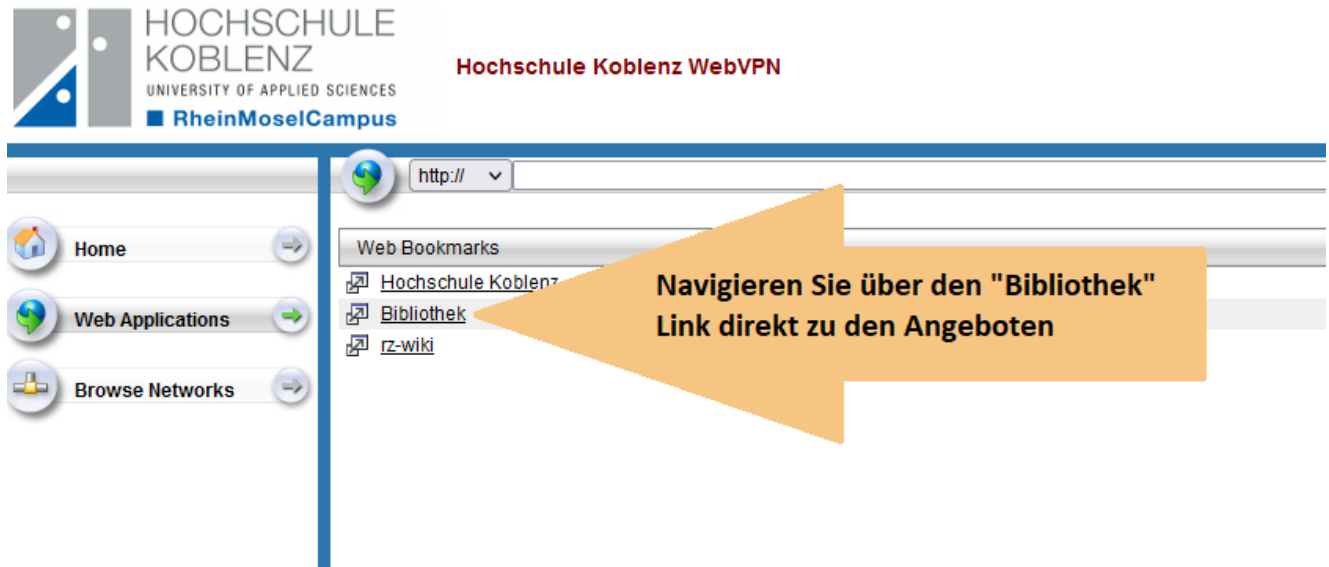 HOCHSCHULE
KOBLENZ
UNIVERSITY OF APPLIED SCIENCES
RheinMoselCampus
Hochschule Koblenz WebVPN
http://
Home
Web Applications
Browse Networks
Web Bookmarks
Hochschule Koblenz
Bibliothek
rz-wiki
Navigieren Sie über den "Bibliothek"
Link direkt zu den Angeboten